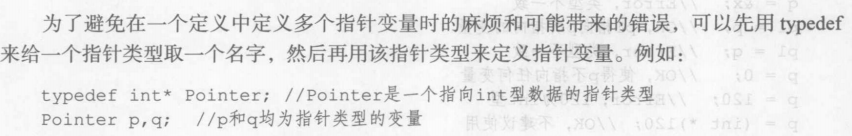 为了避免在一个定义中定义多个指针变量时的麻烦和可能带来的错误，可以先用 typedef
来给一个指针类型取一个名字，然后再用该指针类型来定义指针变量。例如：
typedef int* Pointer; //Pointer是一个指向int型数据的指针类型
Pointer p,q; //p和q均为指针类型的变量